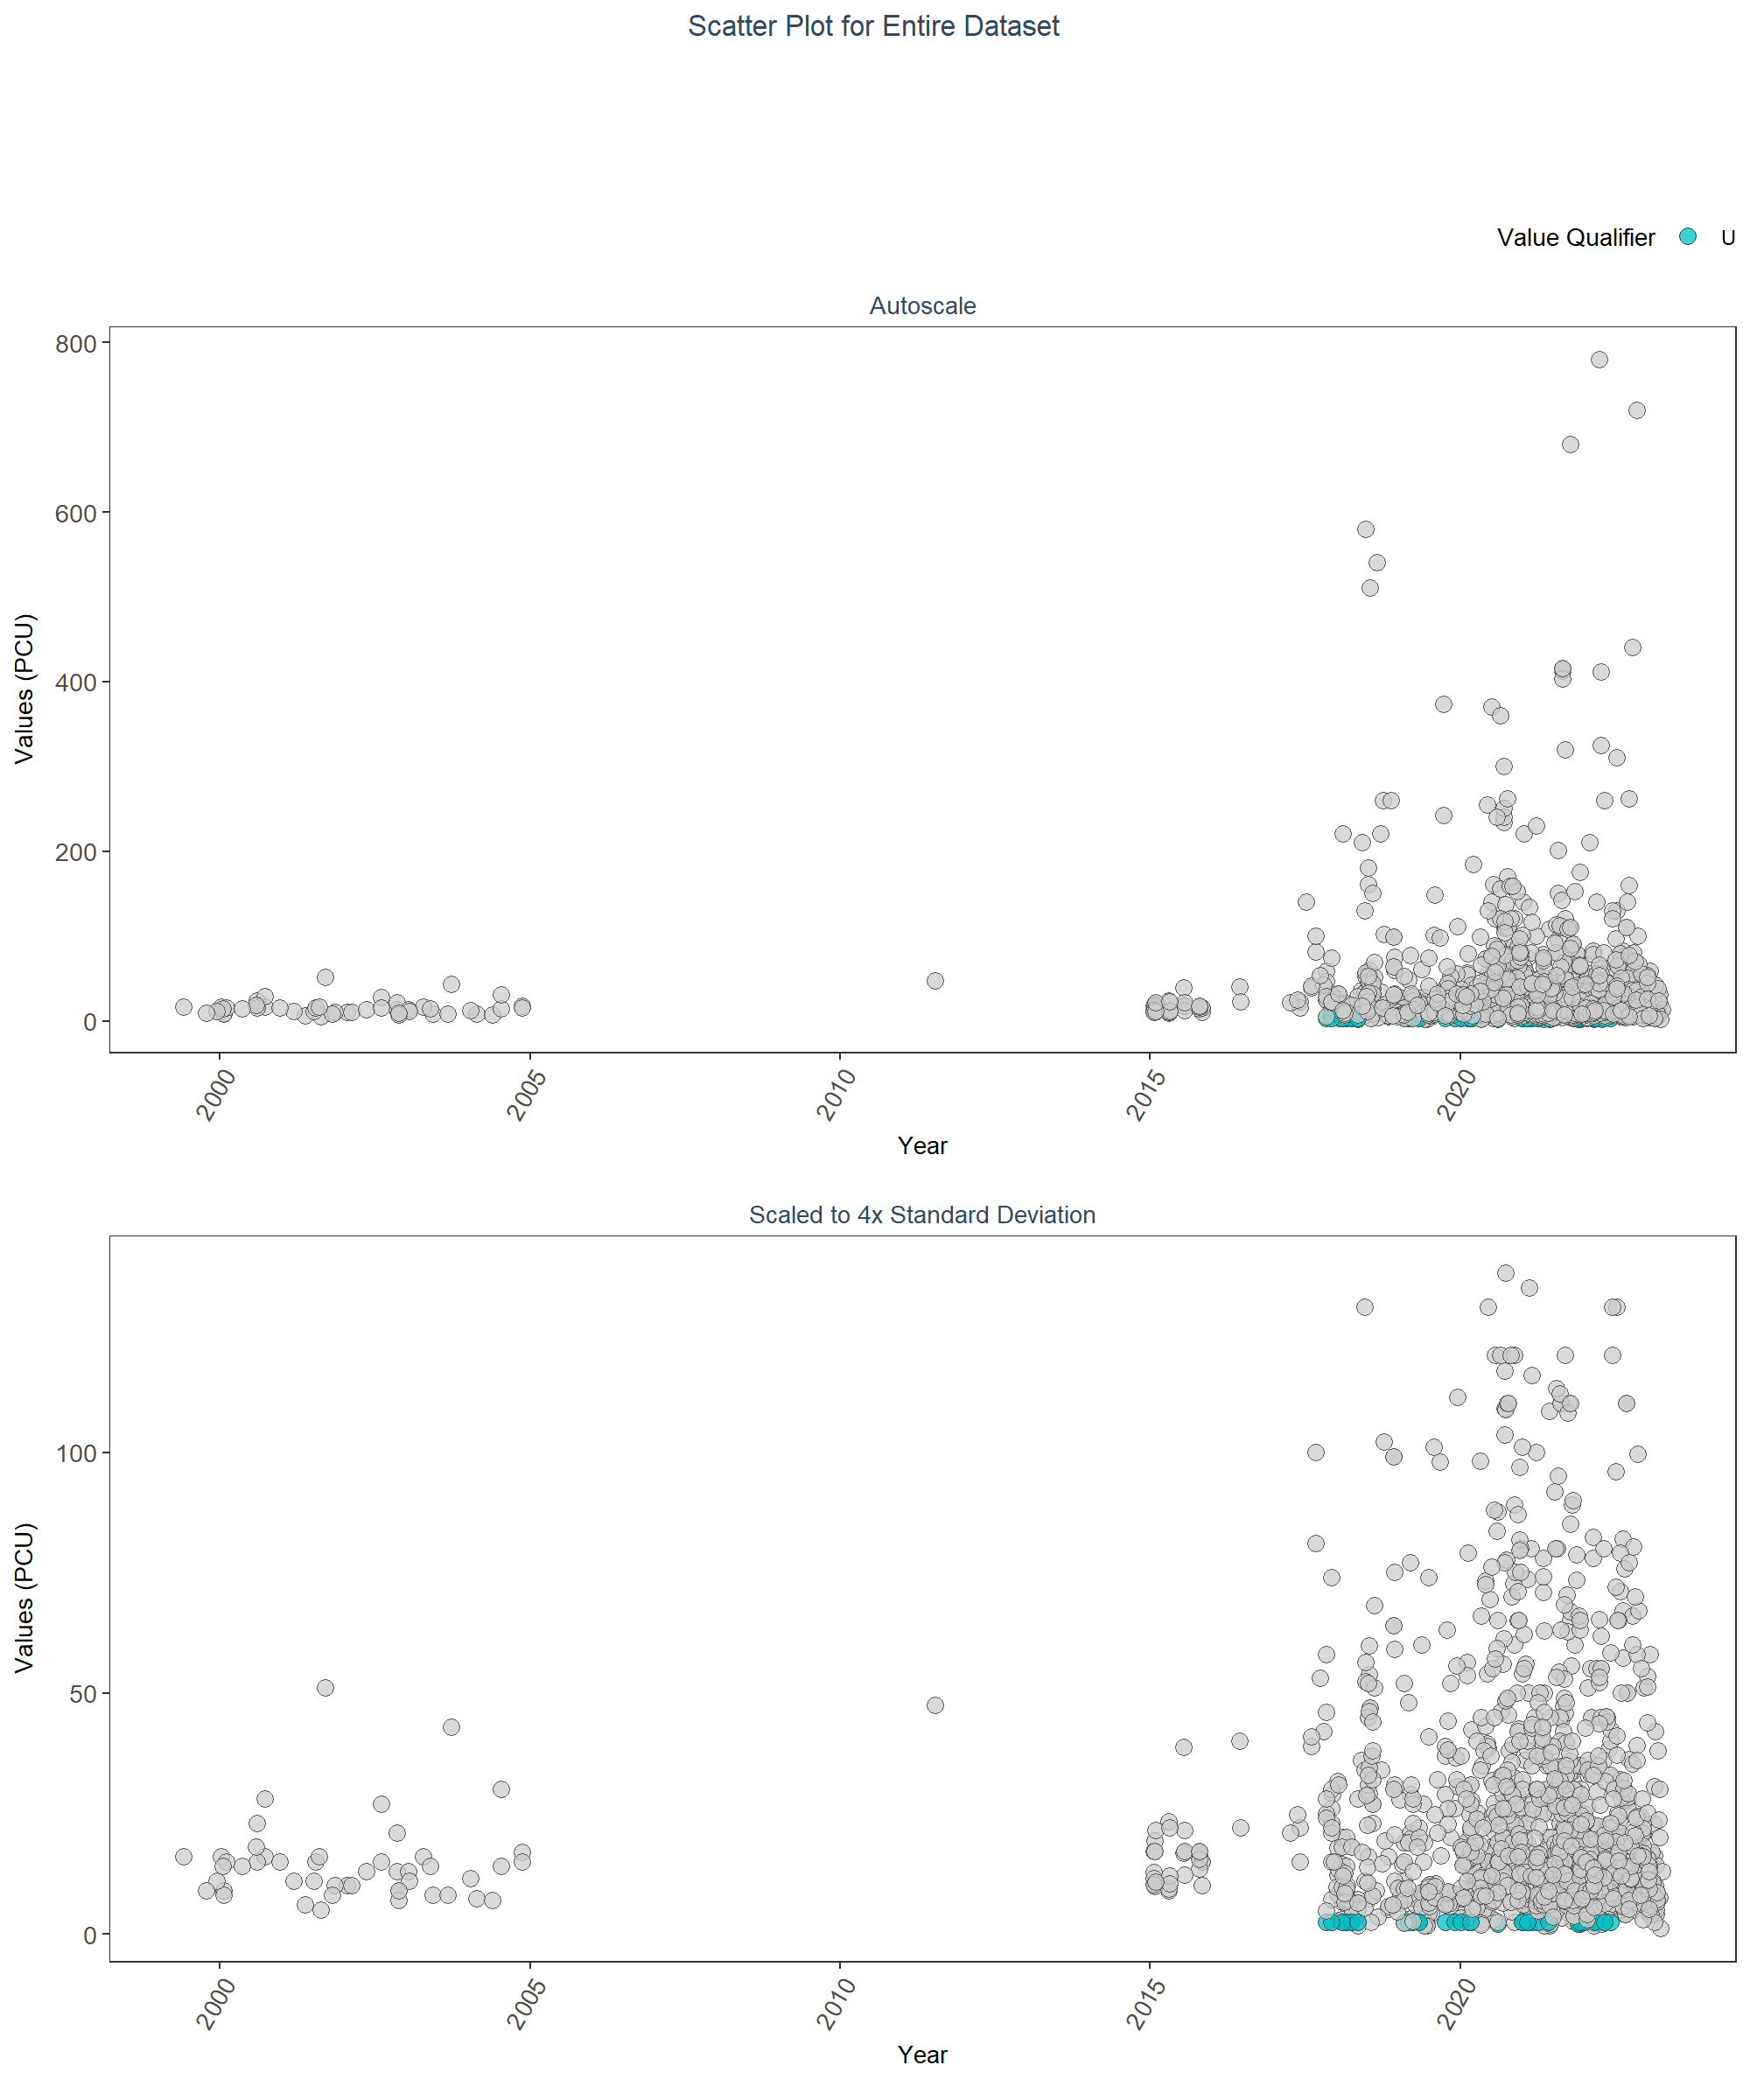 Scatter Plot for Entire Dataset
Value Qualifier U
Autoscale
800
600
400
200
0
Values (PCU)
2000 2005 2010 2015 2020
Year
Scaled to 4x Standard Deviation
100
50
0
Values (PCU)
2000 2005 2010 2015 2020
Year